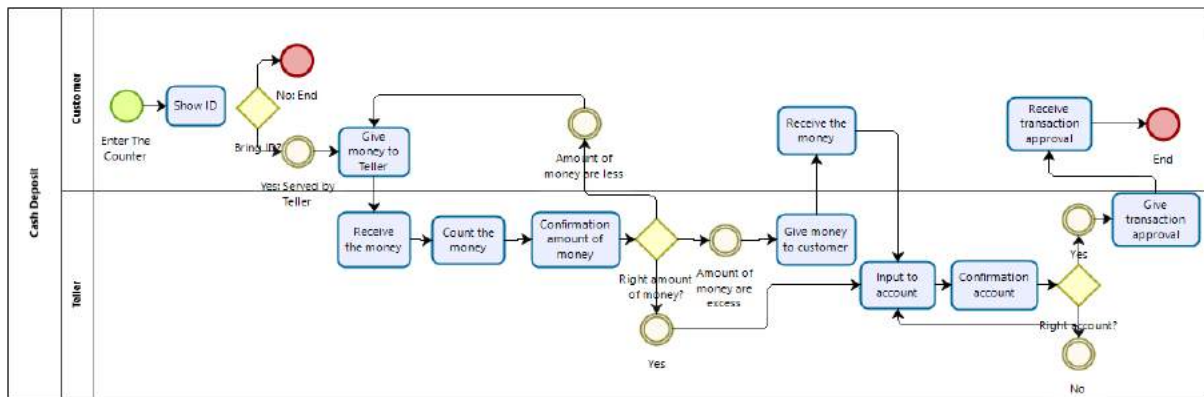 Cash Deposit
Customer
Enter The
Counter
Show ID
Bring ID?
No: End
Yes: Served by
Teller
Give
money to
Teller
Amount of
money are less
Receive the
money
Receive
transaction
approval
End
Teller
Receive
the money
Count the
money
Confirmation
amount of
money
Right amount
of money?
Yes
Amount of
money are
excess
Give money
to customer
Input to
account
Confirmation
account
Right account?
Yes
No
Give
transaction
approval